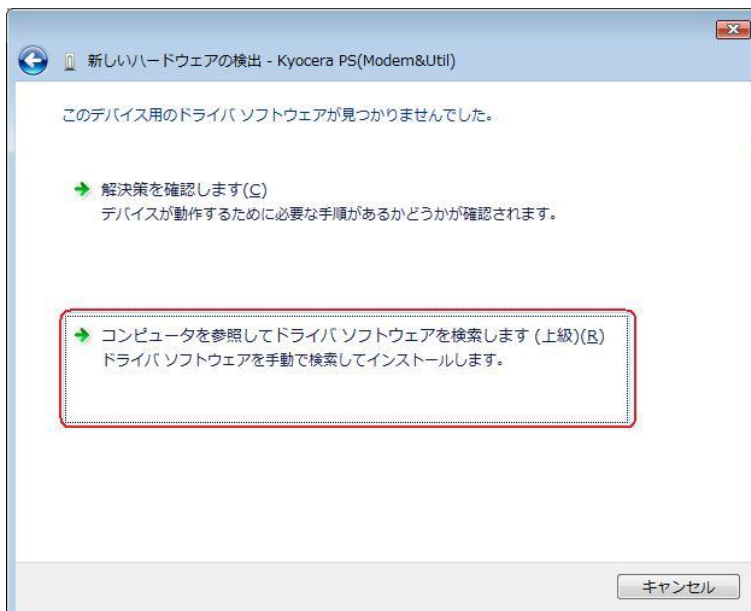 新しいハードウェアの検出 - Kyocera PS(Modem&Util)
このデバイス用のドライバ ソフトウェアが見つかりませんでした。
解決策を確認します(C)
デバイスが動作するために必要な手順があるかどうかが確認されます。
コンピュータを参照してドライバ ソフトウェアを検索します (上級)(R)
ドライバ ソフトウェアを手動で検索してインストールします。
キャンセル